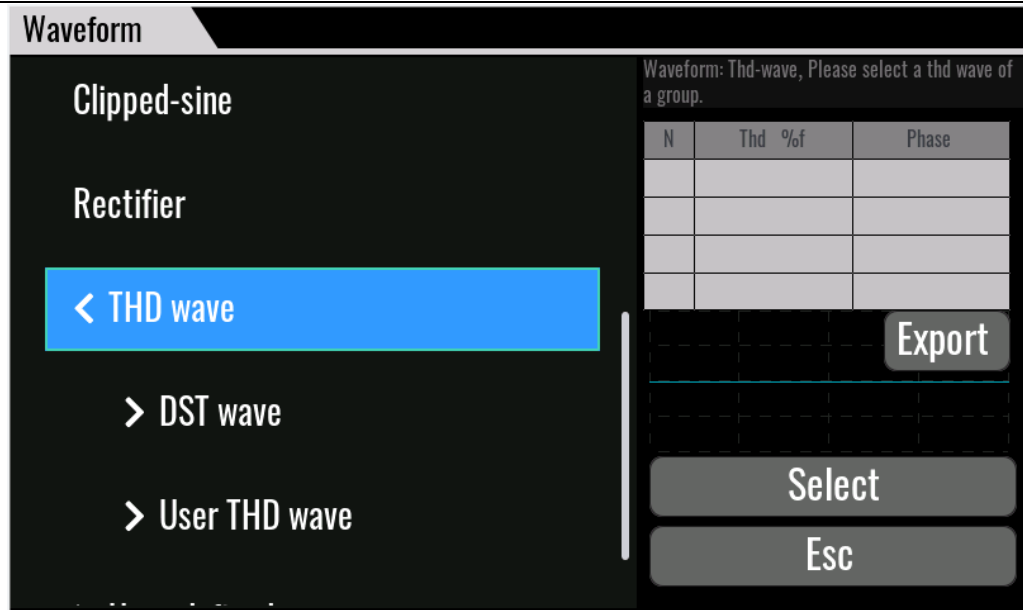 Waveform
Clipped-sine
Rectifier
THD wave
DST wave
User THD wave
Waveform: Thd-wave, Please select a thd wave of
a group.
N Thd %f Phase
Export
Select
Esc